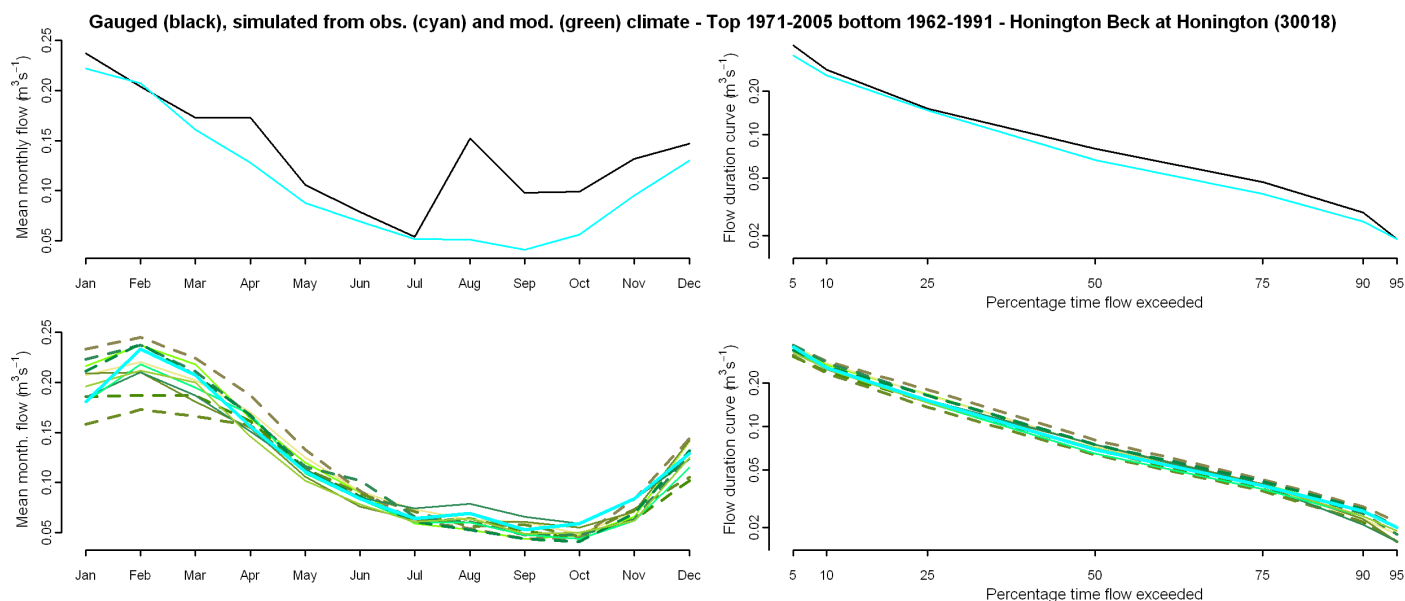 Gauged (black), simulated from obs. (cyan) and mod. (green) climate - Top 1971-2005 bottom 1962-1991 - Honington Beck at Honington (30018)
Mean monthly flow (m³s⁻¹)
0.05 0.10 0.15 0.20 0.25
Jan Feb Mar Apr May Jun Jul Aug Sep Oct Nov Dec
Flow duration curve (m³s⁻¹)
0.02 0.05 0.10 0.20
5 10 25 50 75 90 95
Percentage time flow exceeded
Mean month. flow (m³s⁻¹)
0.05 0.10 0.15 0.20 0.25
Jan Feb Mar Apr May Jun Jul Aug Sep Oct Nov Dec
Flow duration curve (m³s⁻¹)
0.02 0.05 0.10 0.20
5 10 25 50 75 90 95
Percentage time flow exceeded